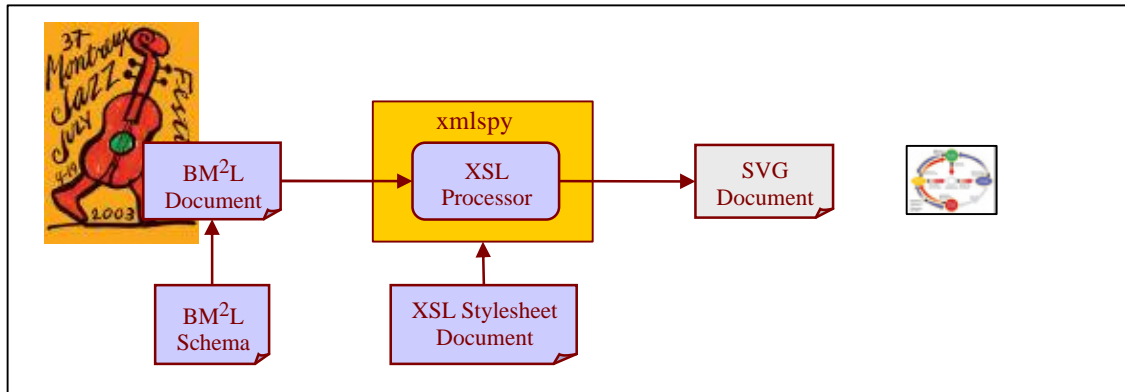 37
Montreux
Jazz
JULY
4-19
2003
BM²L
Document
xmlspy
XSL
Processor
SVG
Document
BM²L
Schema
XSL Stylesheet
Document